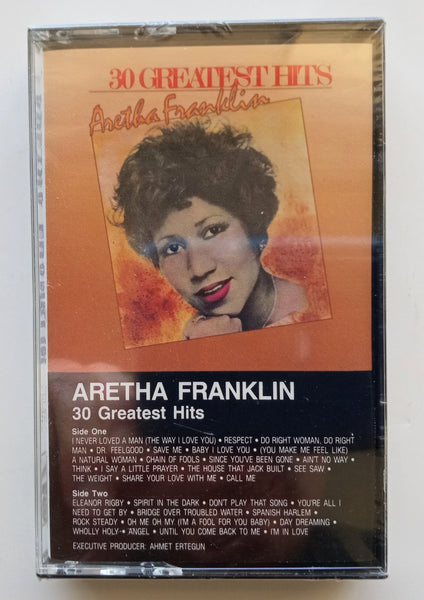 30 GREATEST HITS
Aretha Franklin
ARETHA FRANKLIN
30 Greatest Hits
Side One
I NEVER LOVED A MAN (THE WAY I LOVE YOU) • RESPECT • DO RIGHT WOMAN, DO RIGHT
MAN • DR. FEELGOOD • SAVE ME • BABY I LOVE YOU • (YOU MAKE ME FEEL LIKE)
A NATURAL WOMAN • CHAIN OF FOOLS • SINCE YOU'VE BEEN GONE • AIN'T NO WAY •
THINK • I SAY A LITTLE PRAYER • THE HOUSE THAT JACK BUILT • SEE SAW •
THE WEIGHT • SHARE YOUR LOVE WITH ME • CALL ME
Side Two
ELEANOR RIGBY • SPIRIT IN THE DARK • DON'T PLAY THAT SONG • YOU'RE ALL I
NEED TO GET BY • BRIDGE OVER TROUBLED WATER • SPANISH HARLEM •
ROCK STEADY • OH ME OH MY (I'M A FOOL FOR YOU BABY) • DAY DREAMING •
WHOLLY HOLY • ANGEL • UNTIL YOU COME BACK TO ME • I'M IN LOVE
EXECUTIVE PRODUCER: AHMET ERTEGUN